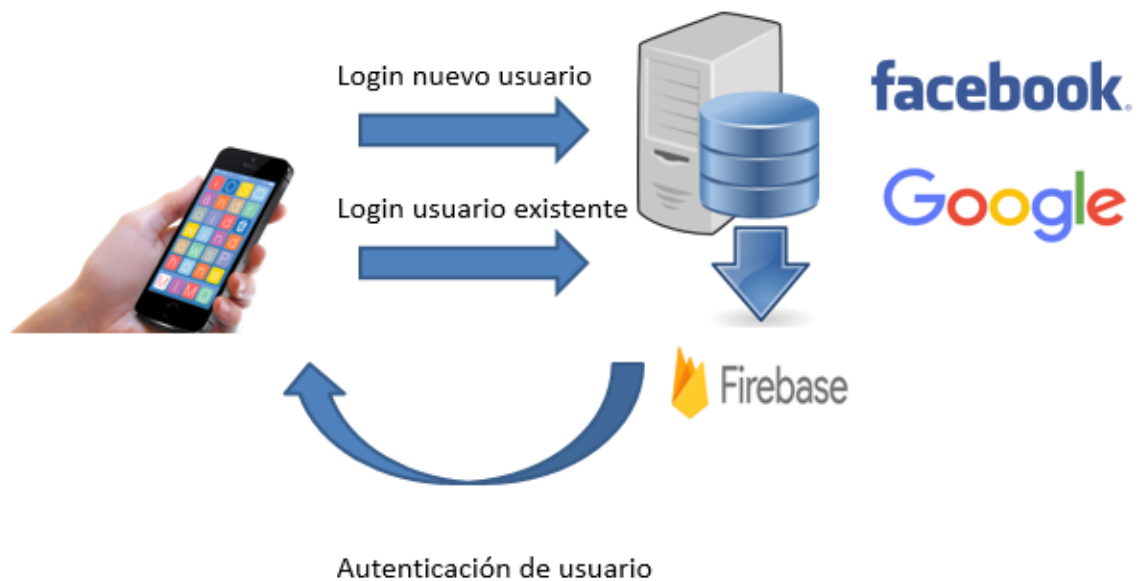 Login nuevo usuario
facebook.
Google
Login usuario existente
Firebase
Autenticación de usuario